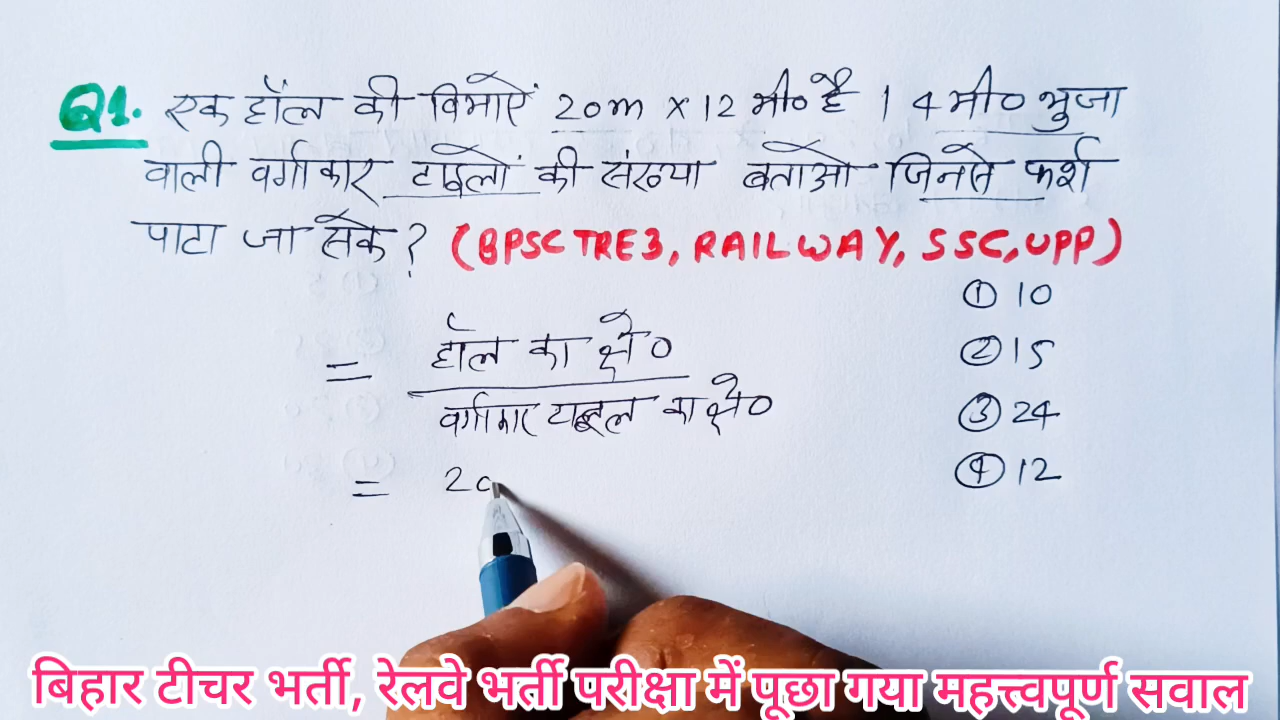 Q1. एक हॉल की विमाऐं 20m x 12 मी० है । 4 मी० भुजा
वाली वर्गाकार टाइलों की संख्या बताओ जिनसे फर्श
पाटा जा सके ? (BPSC TRE3, RAILWAY, SSC, UPP)
① 10
= हॉल का क्षे०
② 15
वर्गाकार टाइल का क्षे०
③ 24
④ 12
= 20
बिहार टीचर भर्ती, रेलवे भर्ती परीक्षा में पूछा गया महत्त्वपूर्ण सवाल